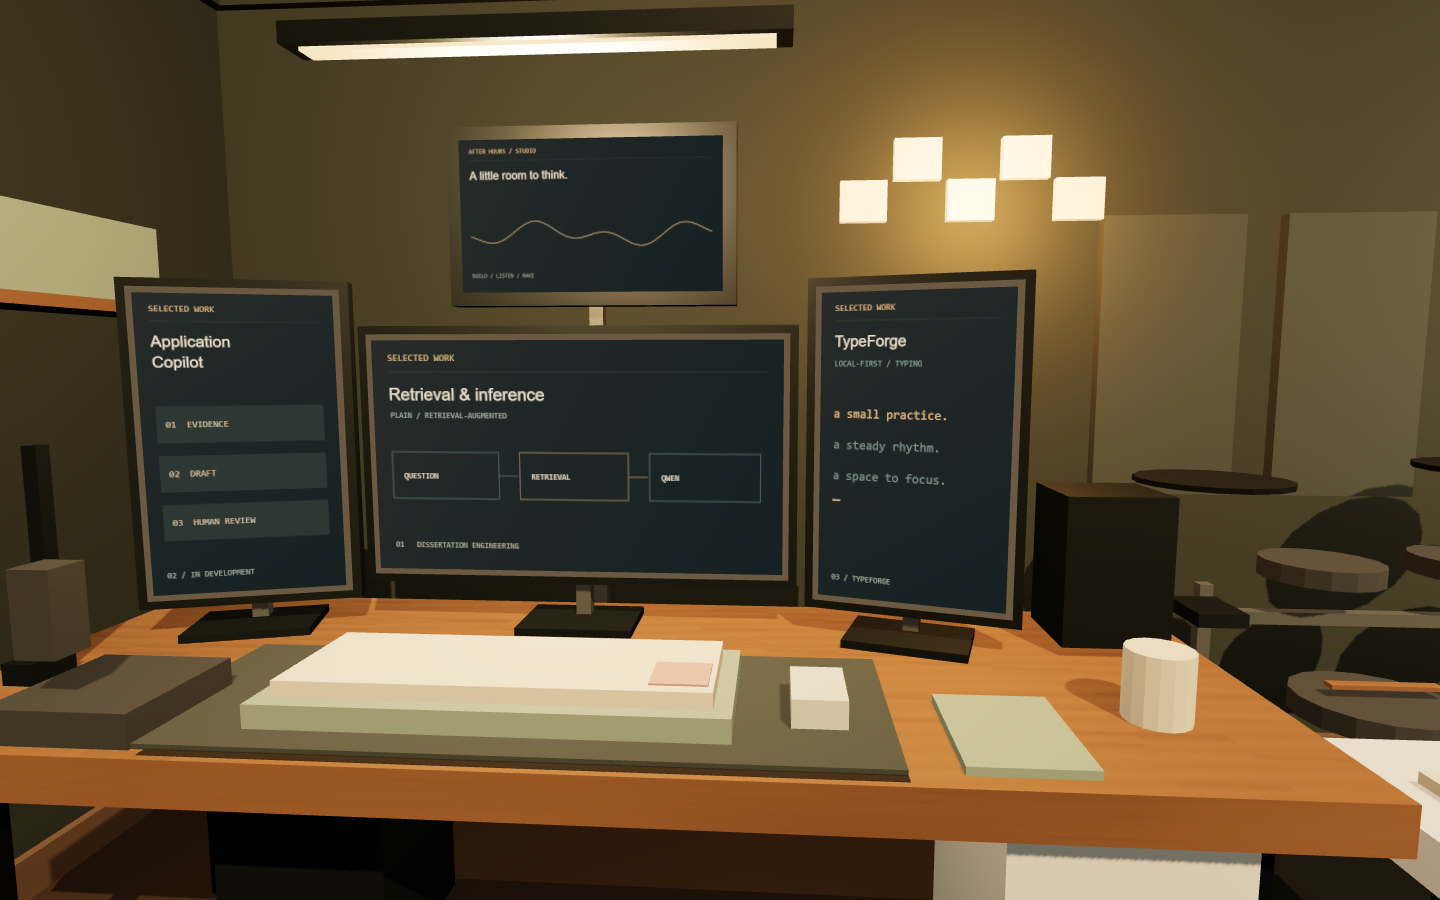 AFTER HOURS / STUDIO
A little room to think.
BUILD / LISTEN / MAKE
SELECTED WORK
Application
Copilot
01 EVIDENCE
02 DRAFT
03 HUMAN REVIEW
02 / IN DEVELOPMENT
SELECTED WORK
Retrieval & inference
PLAIN / RETRIEVAL-AUGMENTED
QUESTION
RETRIEVAL
QWEN
01 DISSERTATION ENGINEERING
SELECTED WORK
TypeForge
LOCAL-FIRST / TYPING
a small practice.
a steady rhythm.
a space to focus.
03 / TYPEFORGE